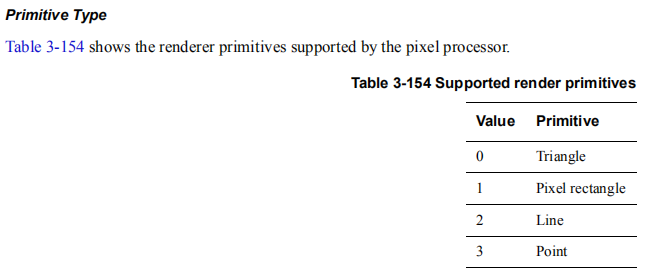 Primitive Type
Table 3-154 shows the renderer primitives supported by the pixel processor.
Table 3-154 Supported render primitives
Value Primitive
0 Triangle
1 Pixel rectangle
2 Line
3 Point